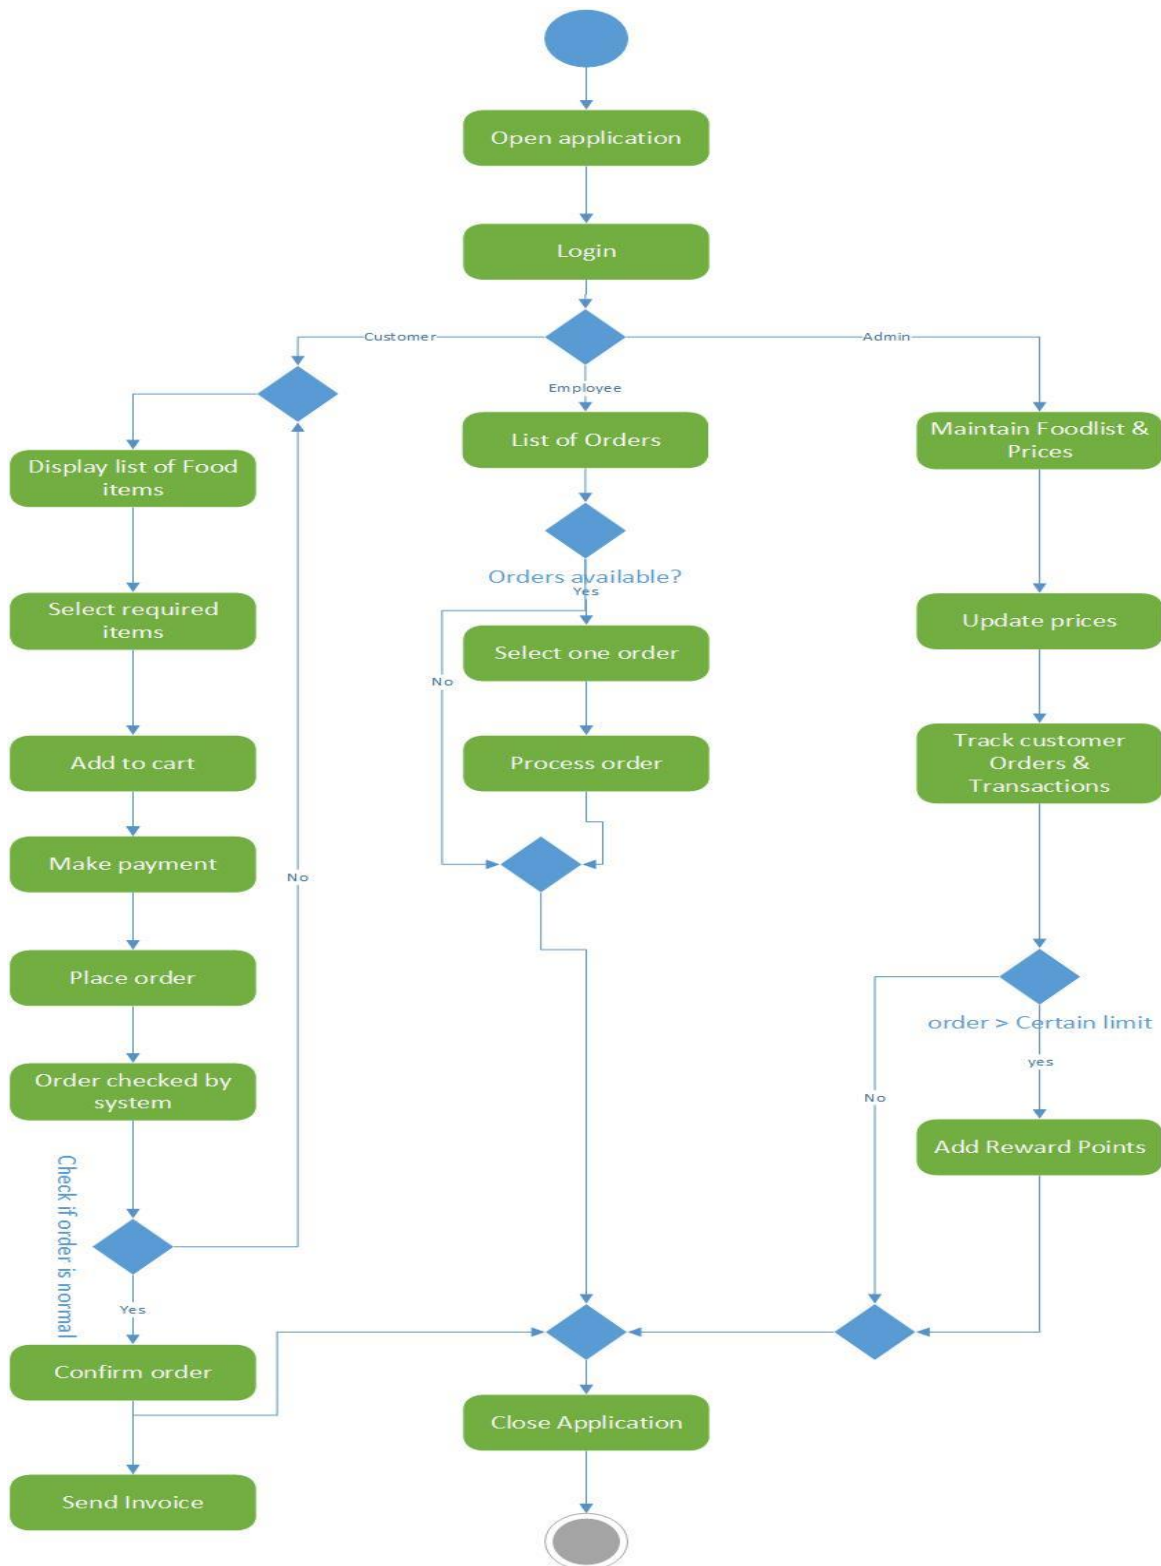 Open application
Login
Customer
Admin
Employee
List of Orders
Maintain Foodlist &
Prices
Display list of Food
items
Orders available?
Yes
Select required
items
Update prices
Select one order
No
Add to cart
Process order
Track customer
Orders &
Transactions
Make payment
No
Place order
order > Certain limit
yes
Order checked by
system
No
Add Reward Points
Check if order is normal
Yes
Confirm order
Close Application
Send Invoice